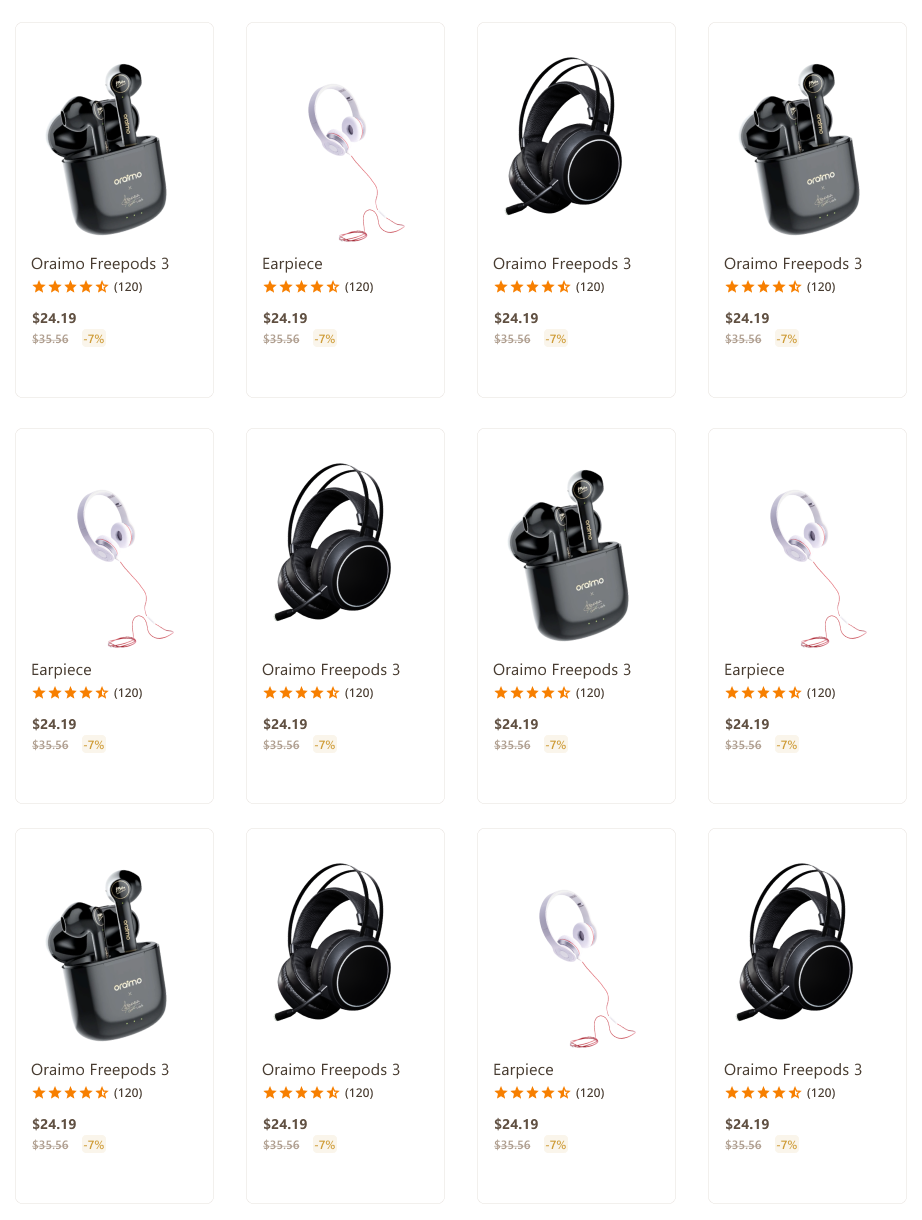 oraimo
oraimo
oraimo
oraimo
Oraimo Freepods 3
(120)
$24.19
$35.56 -7%
Earpiece
(120)
$24.19
$35.56 -7%
Oraimo Freepods 3
(120)
$24.19
$35.56 -7%
Oraimo Freepods 3
(120)
$24.19
$35.56 -7%
oraimo
oraimo
Earpiece
(120)
$24.19
$35.56 -7%
Oraimo Freepods 3
(120)
$24.19
$35.56 -7%
Oraimo Freepods 3
(120)
$24.19
$35.56 -7%
Earpiece
(120)
$24.19
$35.56 -7%
oraimo
oraimo
Oraimo Freepods 3
(120)
$24.19
$35.56 -7%
Oraimo Freepods 3
(120)
$24.19
$35.56 -7%
Earpiece
(120)
$24.19
$35.56 -7%
Oraimo Freepods 3
(120)
$24.19
$35.56 -7%